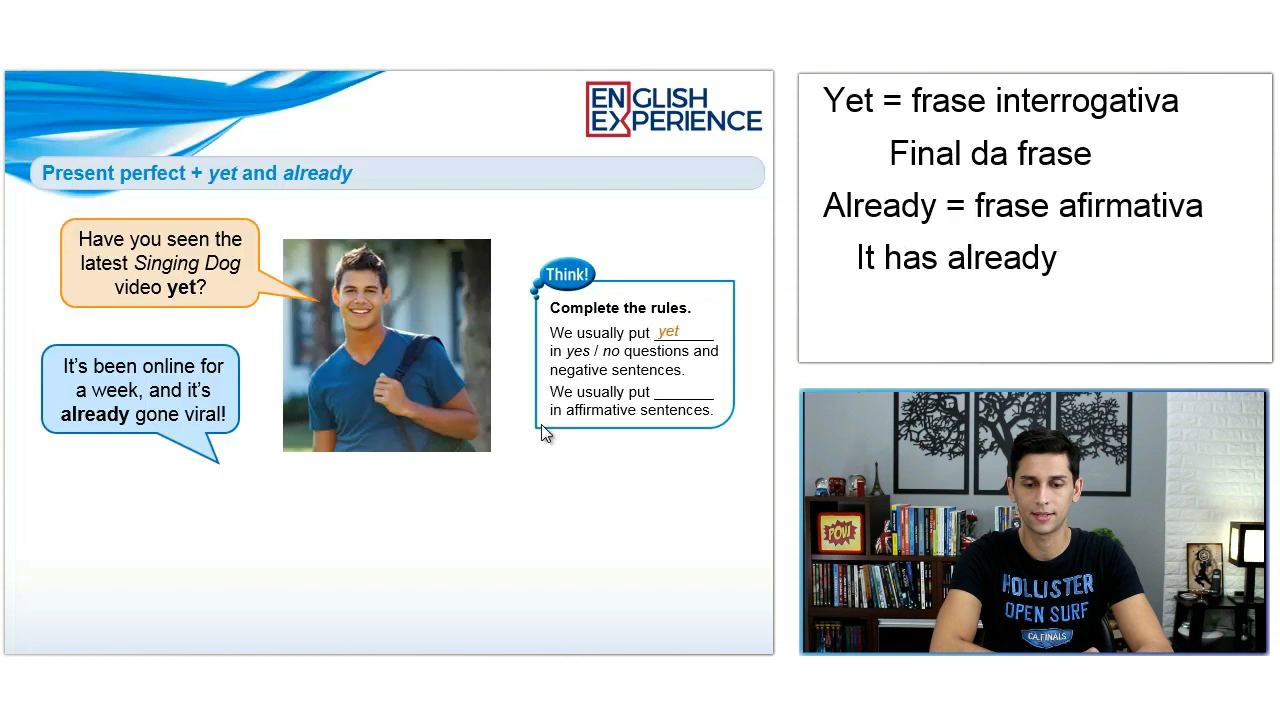 ENGLISH
EXPERIENCE
Present perfect + yet and already
Have you seen the
latest Singing Dog
video yet?
It's been online for
a week, and it's
already gone viral!
Think!
Complete the rules.
We usually put yet
in yes / no questions and
negative sentences.
We usually put _______
in affirmative sentences.
Yet = frase interrogativa
Final da frase
Already = frase afirmativa
It has already
POW!
HOLLISTER
OPEN SURF
CA.FINALS